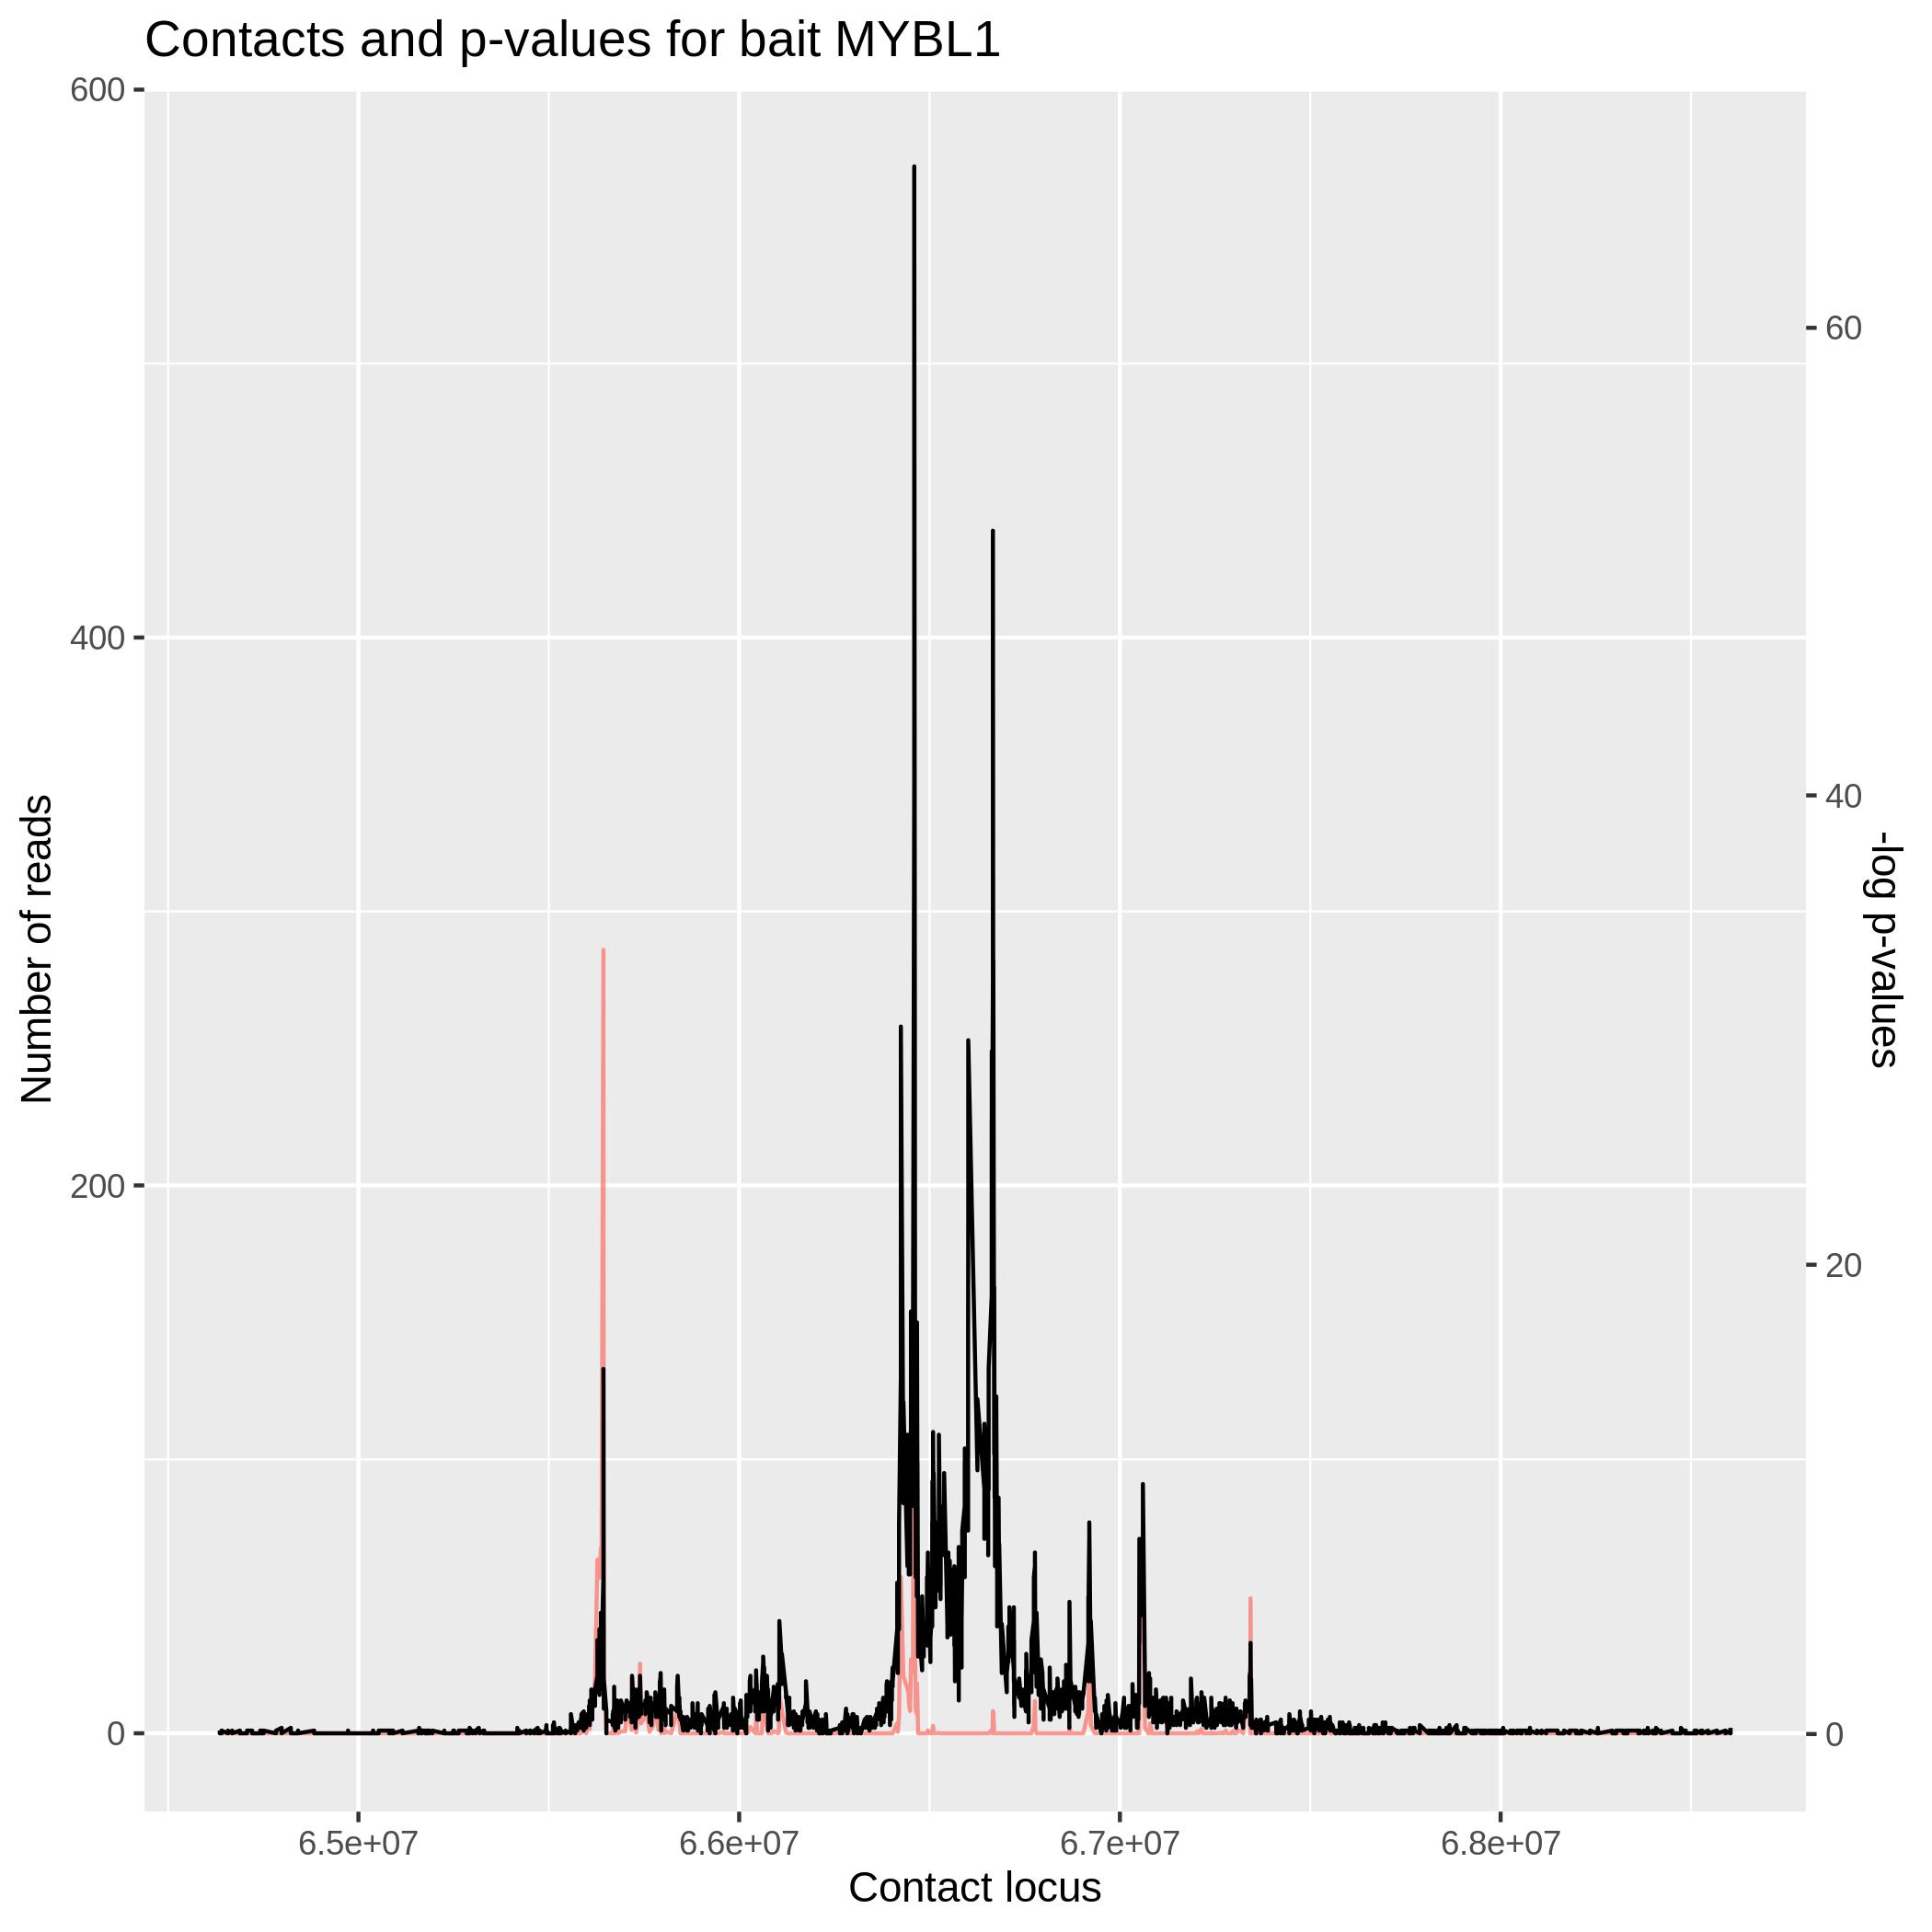 Contacts and p-values for bait MYBL1
600
400
200
0
Number of reads
60
40
20
0
-log p-values
6.5e+07
6.6e+07
6.7e+07
6.8e+07
Contact locus